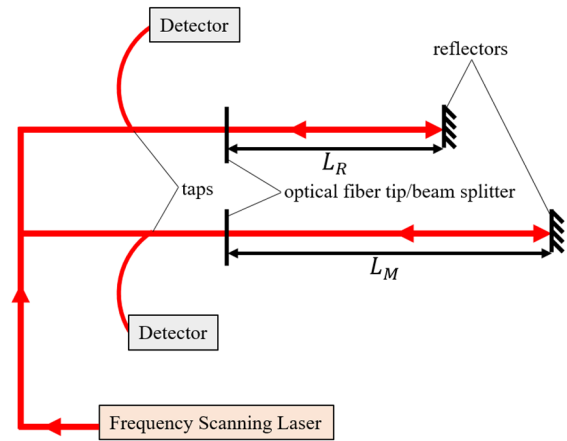 Detector
reflectors
L_R
taps
optical fiber tip/beam splitter
L_M
Detector
Frequency Scanning Laser